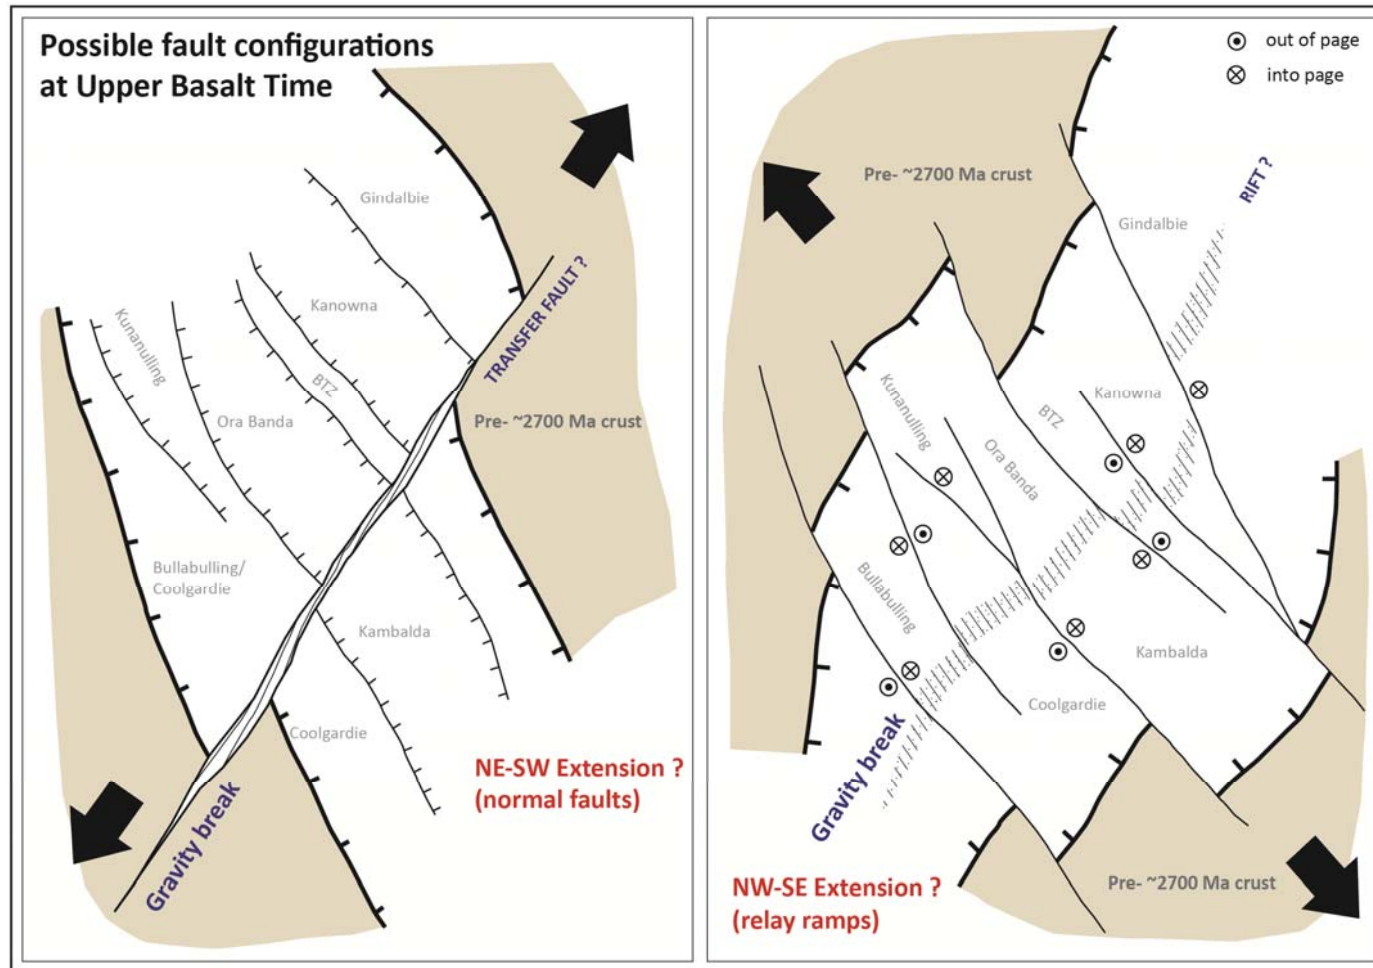 Possible fault configurations
at Upper Basalt Time
Gindalbie
Kanowna
Kunanulling
BTZ
Ora Banda
TRANSFER FAULT ?
Pre- ~2700 Ma crust
Bullabulling/
Coolgardie
Kambalda
Coolgardie
Gravity break
NE-SW Extension ?
(normal faults)
out of page
into page
Pre- ~2700 Ma crust
RIFT ?
Gindalbie
Kunanulling
Kanowna
BTZ
Ora Banda
Bullabulling
Kambalda
Coolgardie
Gravity break
NW-SE Extension ?
(relay ramps)
Pre- ~2700 Ma crust